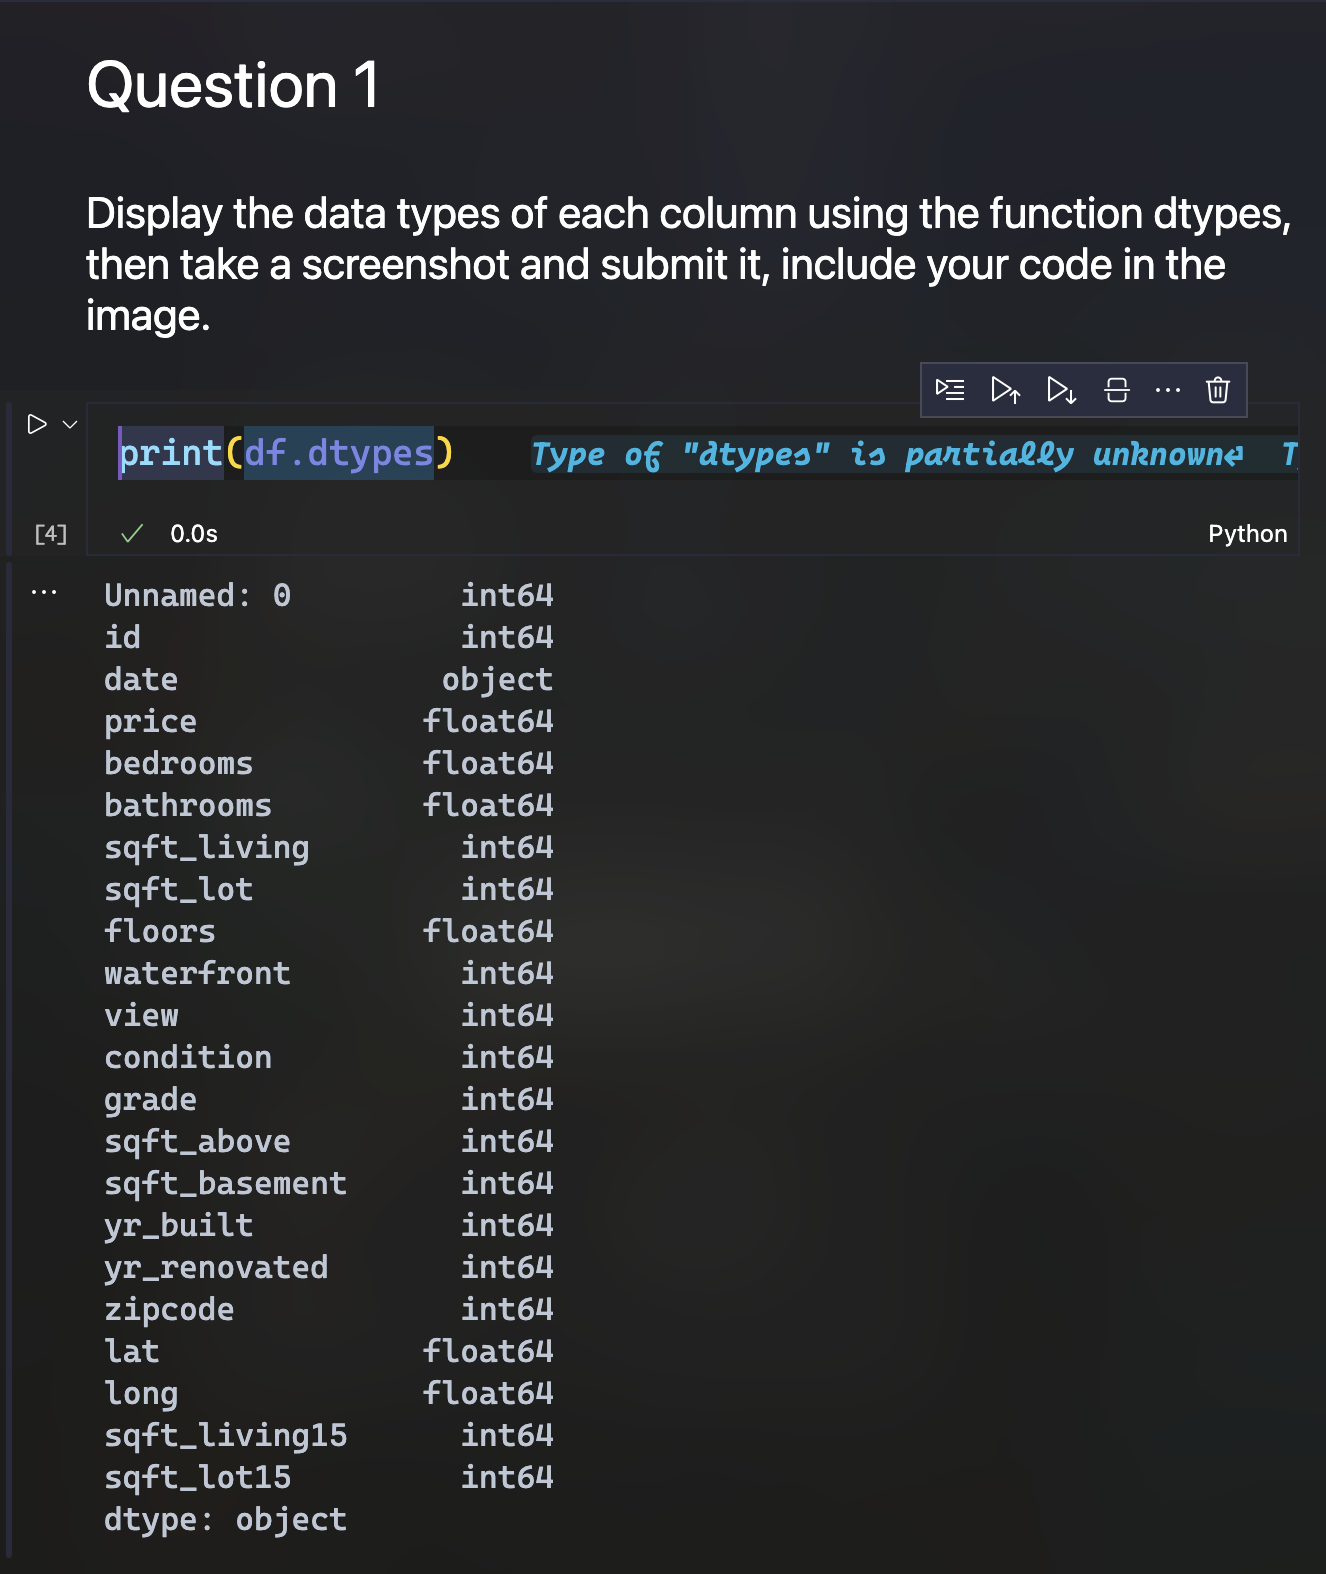 Question 1
Display the data types of each column using the function dtypes,
then take a screenshot and submit it, include your code in the
image.
print(df.dtypes) Type of "dtypes" is partially unknown↵ T
[4] 0.0s Python
Unnamed: 0 int64
id int64
date object
price float64
bedrooms float64
bathrooms float64
sqft_living int64
sqft_lot int64
floors float64
waterfront int64
view int64
condition int64
grade int64
sqft_above int64
sqft_basement int64
yr_built int64
yr_renovated int64
zipcode int64
lat float64
long float64
sqft_living15 int64
sqft_lot15 int64
dtype: object